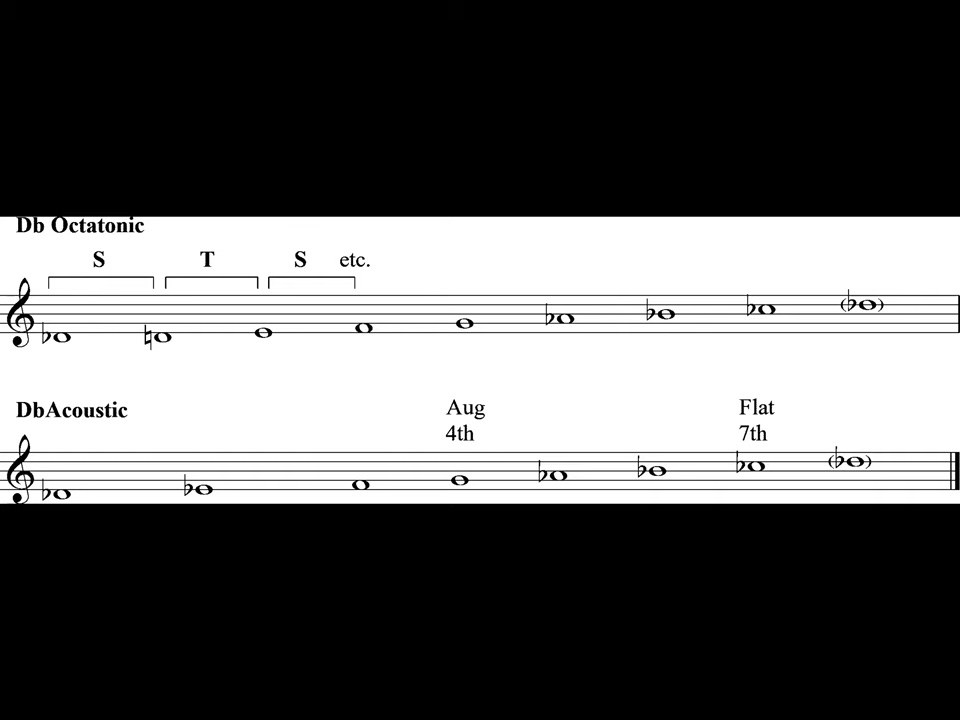 Db Octatonic
S T S etc.
DbAcoustic
Aug Flat
4th 7th